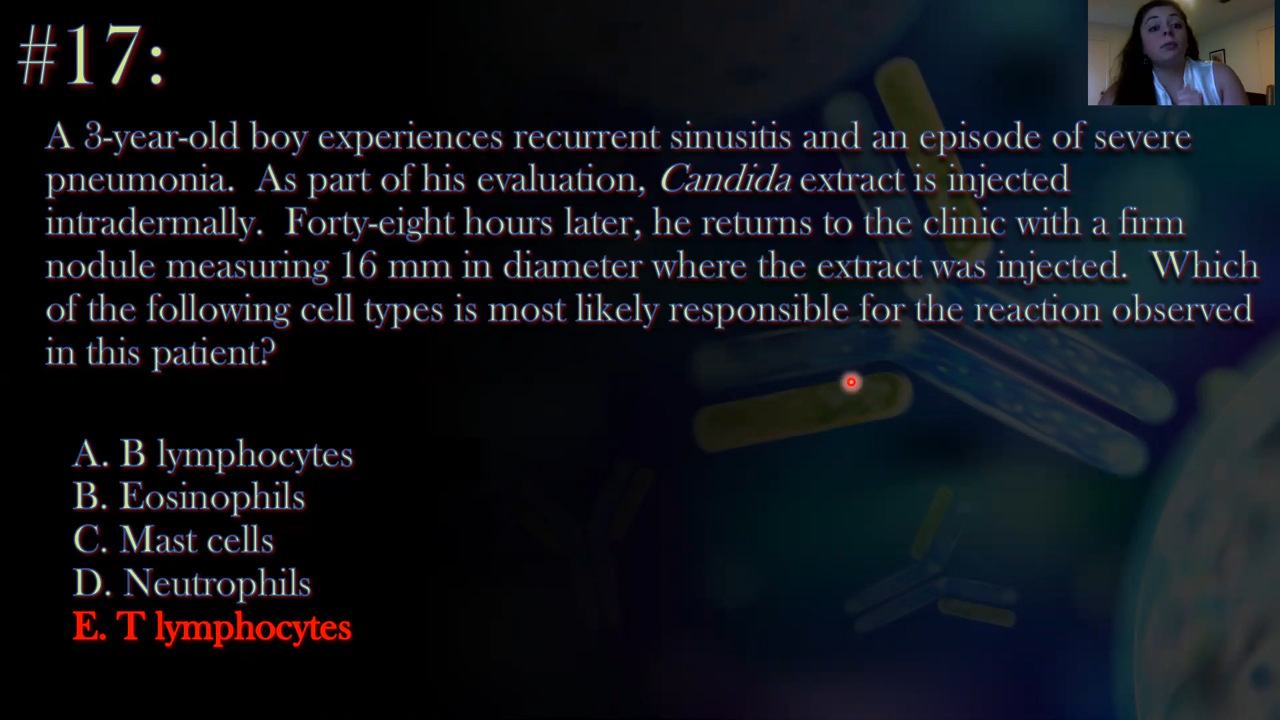 #17:
A 3-year-old boy experiences recurrent sinusitis and an episode of severe
pneumonia. As part of his evaluation, Candida extract is injected
intradermally. Forty-eight hours later, he returns to the clinic with a firm
nodule measuring 16 mm in diameter where the extract was injected. Which
of the following cell types is most likely responsible for the reaction observed
in this patient?
A. B lymphocytes
B. Eosinophils
C. Mast cells
D. Neutrophils
E. T lymphocytes